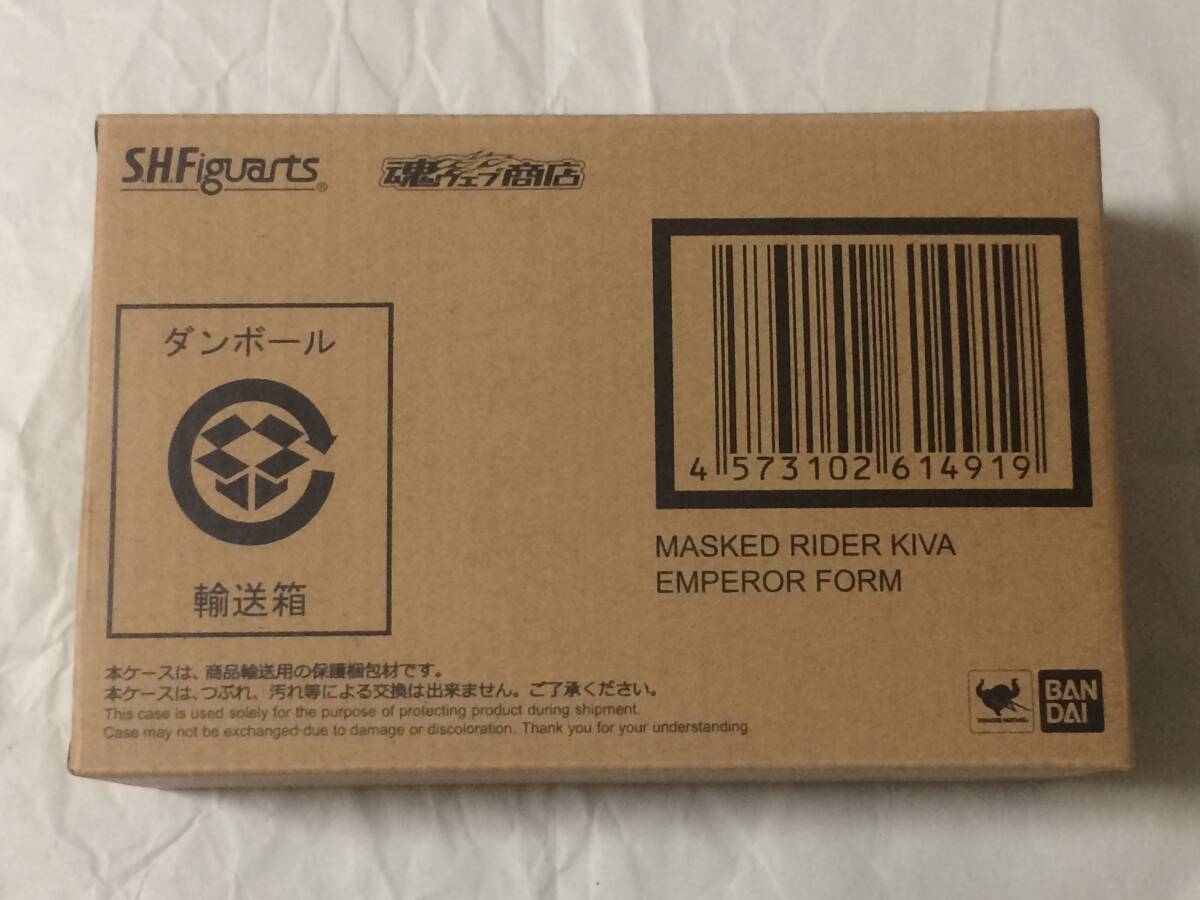 S.H.Figuarts®
魂ウェブ商店
ダンボール
輸送箱
4 573102 614919
MASKED RIDER KIVA
EMPEROR FORM
本ケースは、商品輸送用の保護梱包材です。
本ケースは、つぶれ、汚れ等による交換は出来ません。ご了承ください。
This case is used solely for the purpose of protecting product during shipment.
Case may not be exchanged due to damage or discoloration. Thank you for your understanding.
BAN
DAI